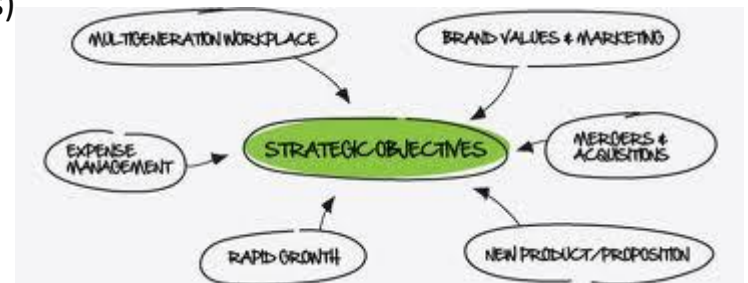 s)
MULTIGENERATION WORKPLACE
BRAND VALUES & MARKETING
EXPENSE
MANAGEMENT
STRATEGIC OBJECTIVES
MERGERS &
ACQUISITIONS
RAPID GROWTH
NEW PRODUCT/PROPOSITION